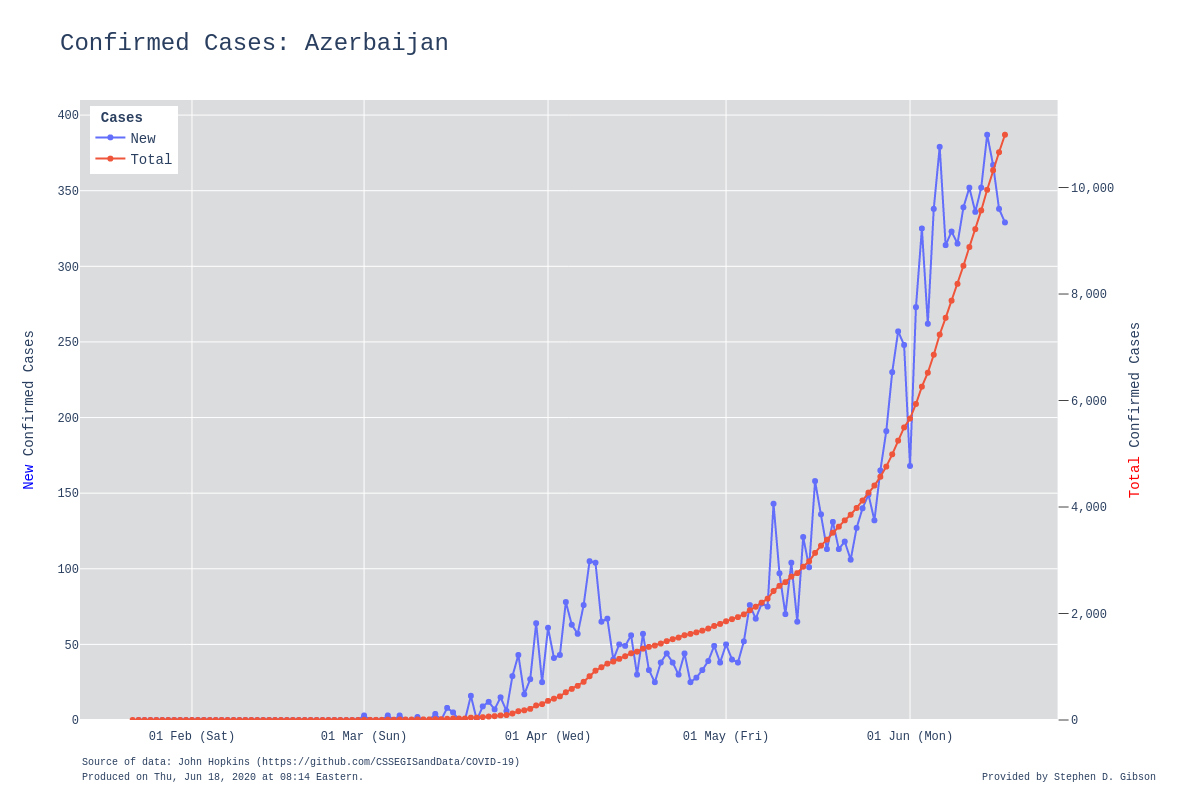 Confirmed Cases: Azerbaijan
Cases
New
Total
400
350
300
250
200
150
100
50
0
New Confirmed Cases
10,000
8,000
6,000
4,000
2,000
0
Total Confirmed Cases
01 Feb (Sat)
01 Mar (Sun)
01 Apr (Wed)
01 May (Fri)
01 Jun (Mon)
Source of data: John Hopkins (https://github.com/CSSEGISandData/COVID-19)
Produced on Thu, Jun 18, 2020 at 08:14 Eastern.
Provided by Stephen D. Gibson